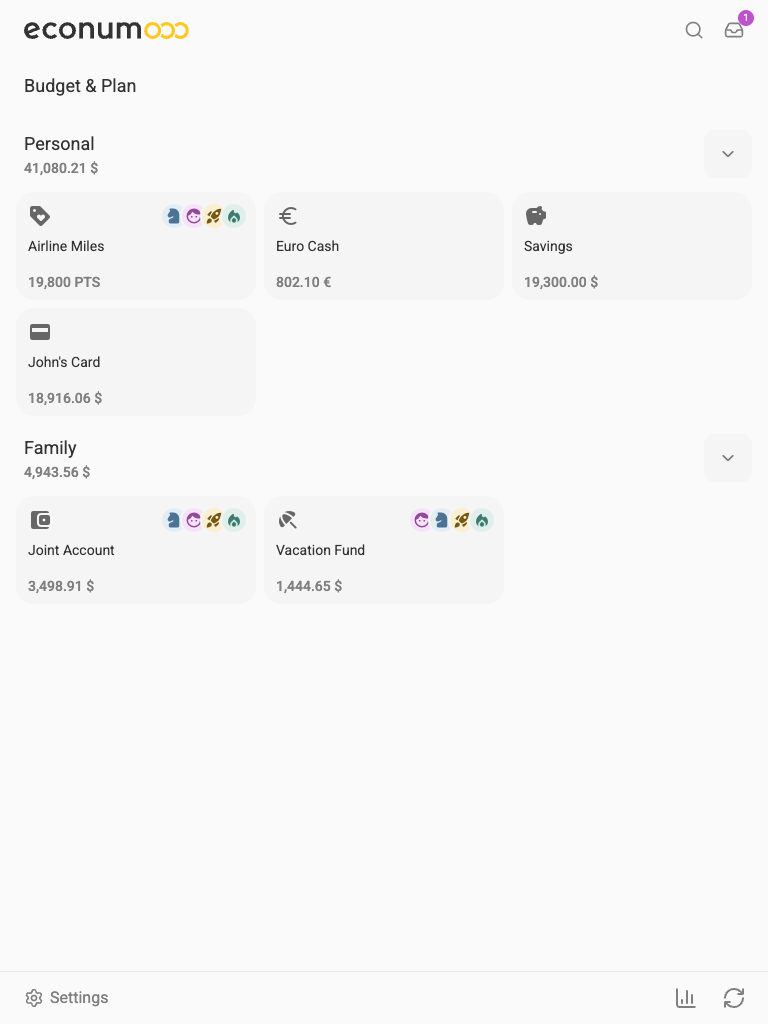 econumooo
1
Budget & Plan
Personal
41,080.21 $
Airline Miles
19,800 PTS
Euro Cash
802.10 €
Savings
19,300.00 $
John's Card
18,916.06 $
Family
4,943.56 $
Joint Account
3,498.91 $
Vacation Fund
1,444.65 $
Settings